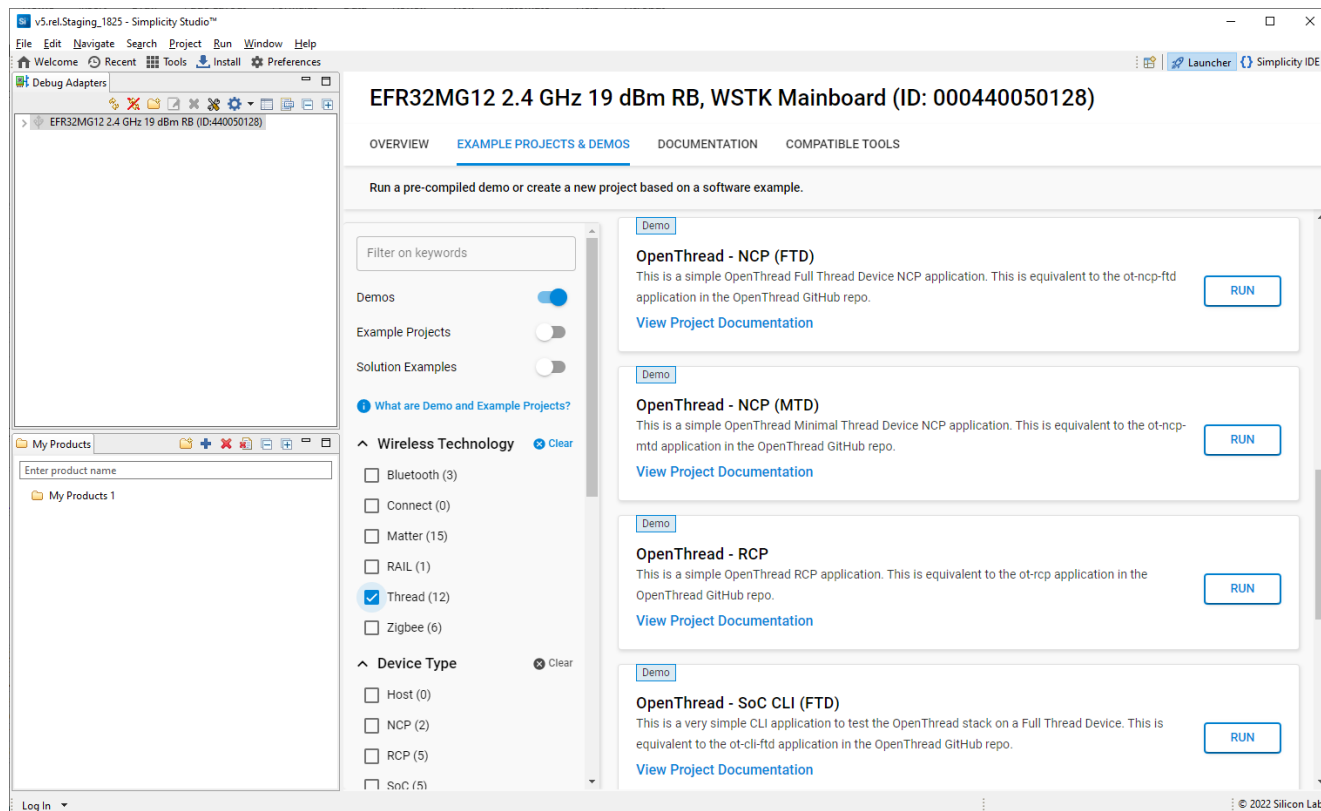 v5.rel.Staging_1825 - Simplicity Studio™
File Edit Navigate Search Project Run Window Help
Welcome Recent Tools Install Preferences
Launcher Simplicity IDE
Debug Adapters
EFR32MG12 2.4 GHz 19 dBm RB (ID:440050128)
My Products
Enter product name
My Products 1
EFR32MG12 2.4 GHz 19 dBm RB, WSTK Mainboard (ID: 000440050128)
OVERVIEW EXAMPLE PROJECTS & DEMOS DOCUMENTATION COMPATIBLE TOOLS
Run a pre-compiled demo or create a new project based on a software example.
Filter on keywords
Demos
Example Projects
Solution Examples
What are Demo and Example Projects?
Wireless Technology Clear
Bluetooth (3)
Connect (0)
Matter (15)
RAIL (1)
Thread (12)
Zigbee (6)
Device Type Clear
Host (0)
NCP (2)
RCP (5)
SoC (5)
Demo
OpenThread - NCP (FTD)
This is a simple OpenThread Full Thread Device NCP application. This is equivalent to the ot-ncp-ftd
application in the OpenThread GitHub repo.
View Project Documentation
RUN
Demo
OpenThread - NCP (MTD)
This is a simple OpenThread Minimal Thread Device NCP application. This is equivalent to the ot-ncp-
mtd application in the OpenThread GitHub repo.
View Project Documentation
RUN
Demo
OpenThread - RCP
This is a simple OpenThread RCP application. This is equivalent to the ot-rcp application in the
OpenThread GitHub repo.
View Project Documentation
RUN
Demo
OpenThread - SoC CLI (FTD)
This is a very simple CLI application to test the OpenThread stack on a Full Thread Device. This is
equivalent to the ot-cli-ftd application in the OpenThread GitHub repo.
View Project Documentation
RUN
Log In
© 2022 Silicon Lab